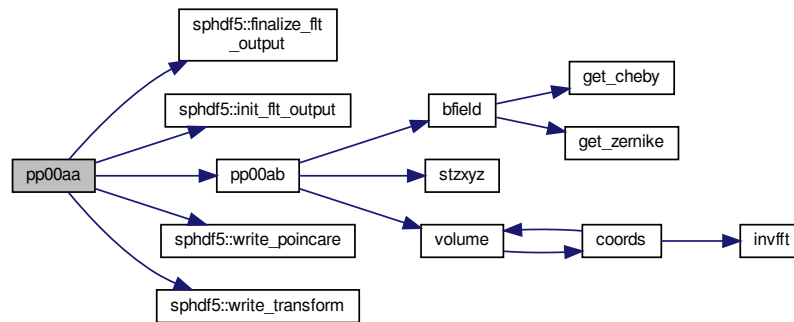 sphdf5::finalize_flt
_output
get_cheby
sphdf5::init_flt_output
bfield
get_zernike
pp00aa
pp00ab
stzxyz
sphdf5::write_poincare
volume
coords
invfft
sphdf5::write_transform